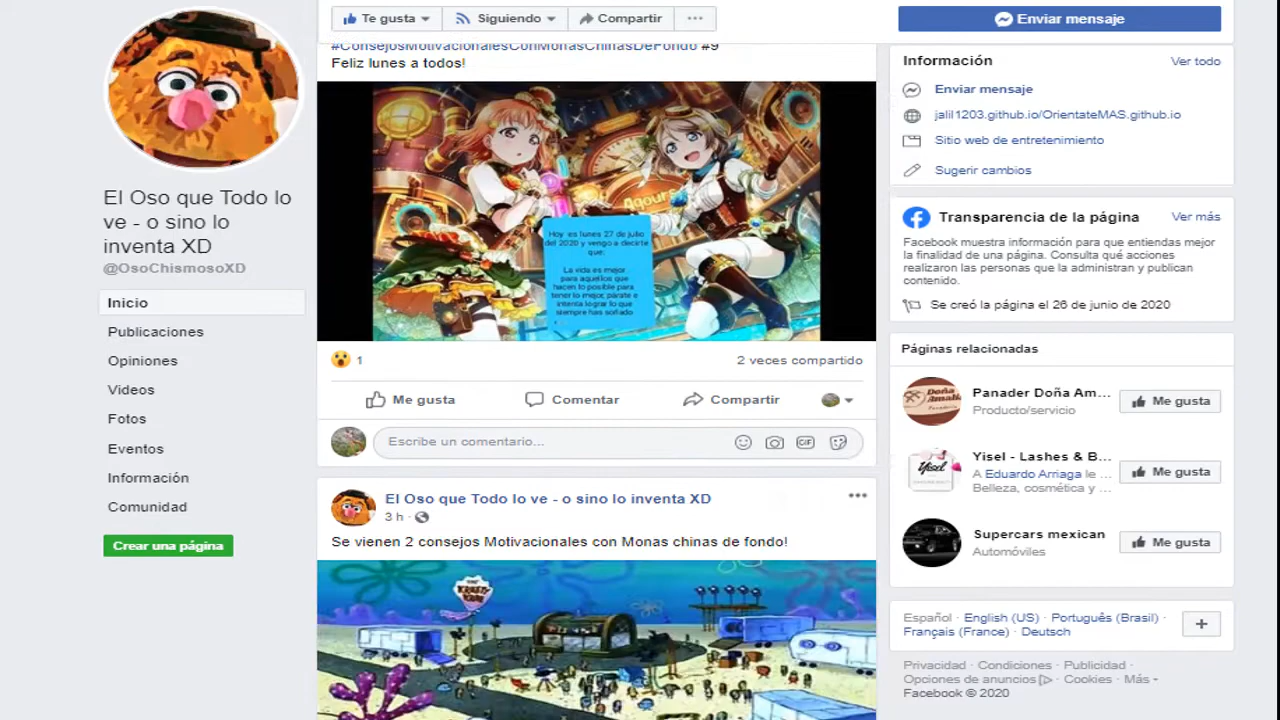 Te gusta
Siguiendo
Compartir
Enviar mensaje
El Oso que Todo lo
ve - o sino lo
inventa XD
@OsoChismosoXD
Inicio
Publicaciones
Opiniones
Videos
Fotos
Eventos
Información
Comunidad
Crear una página
#ConsejosMotivacionalesConMonasChinasDeFondo #9
Feliz lunes a todos!
Aqours
Hoy es lunes 27 de julio
del 2020 y vengo a decirte
que:
La vida es mejor
para aquellos que
hacen lo posible para
tener lo mejor, párate e
intenta lograr lo que
siempre has soñado
1
2 veces compartido
Me gusta
Comentar
Compartir
Escribe un comentario...
GIF
El Oso que Todo lo ve - o sino lo inventa XD
3 h ·
Se vienen 2 consejos Motivacionales con Monas chinas de fondo!
Información
Ver todo
Enviar mensaje
jalil1203.github.io/OrientateMAS.github.io
Sitio web de entretenimiento
Sugerir cambios
Transparencia de la página
Ver más
Facebook muestra información para que entiendas mejor
la finalidad de una página. Consulta qué acciones
realizaron las personas que la administran y publican
contenido.
Se creó la página el 26 de junio de 2020
Páginas relacionadas
Doña
Amalia
Panader Doña Am...
Producto/servicio
Me gusta
Yisel
Yisel - Lashes & B...
A Eduardo Arriaga le ...
Belleza, cosmética y ...
Me gusta
Supercars mexican
Automóviles
Me gusta
Español · English (US) · Português (Brasil) ·
Français (France) · Deutsch
Privacidad · Condiciones · Publicidad ·
Opciones de anuncios · Cookies · Más
Facebook © 2020